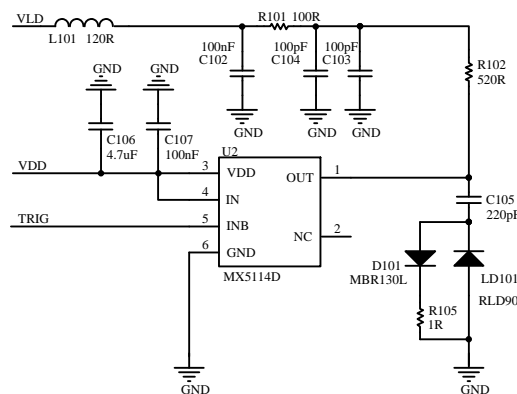 VLD
L101 120R
100nF
C102
R101 100R
100pF
C104
100pF
C103
R102
520R
GND
GND
GND
GND
GND
C106
4.7uF
C107
100nF
VDD
TRIG
U2
3 VDD
4 IN
5 INB
6 GND
OUT 1
NC 2
MX5114D
C105
220pF
D101
MBR130L
LD101
RLD90
R105
1R
GND
GND